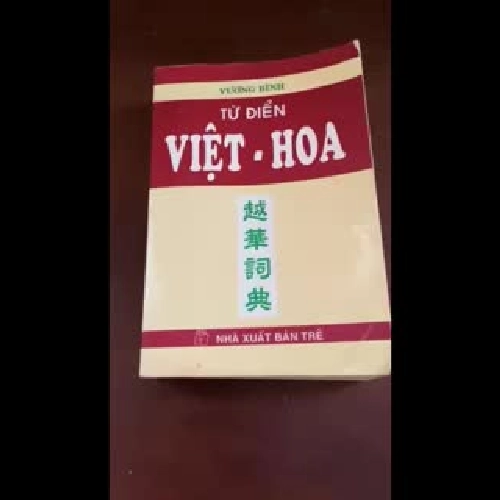 VƯƠNG BÌNH
TỪ ĐIỂN
VIỆT - HOA
越華詞典
NHÀ XUẤT BẢN TRẺ